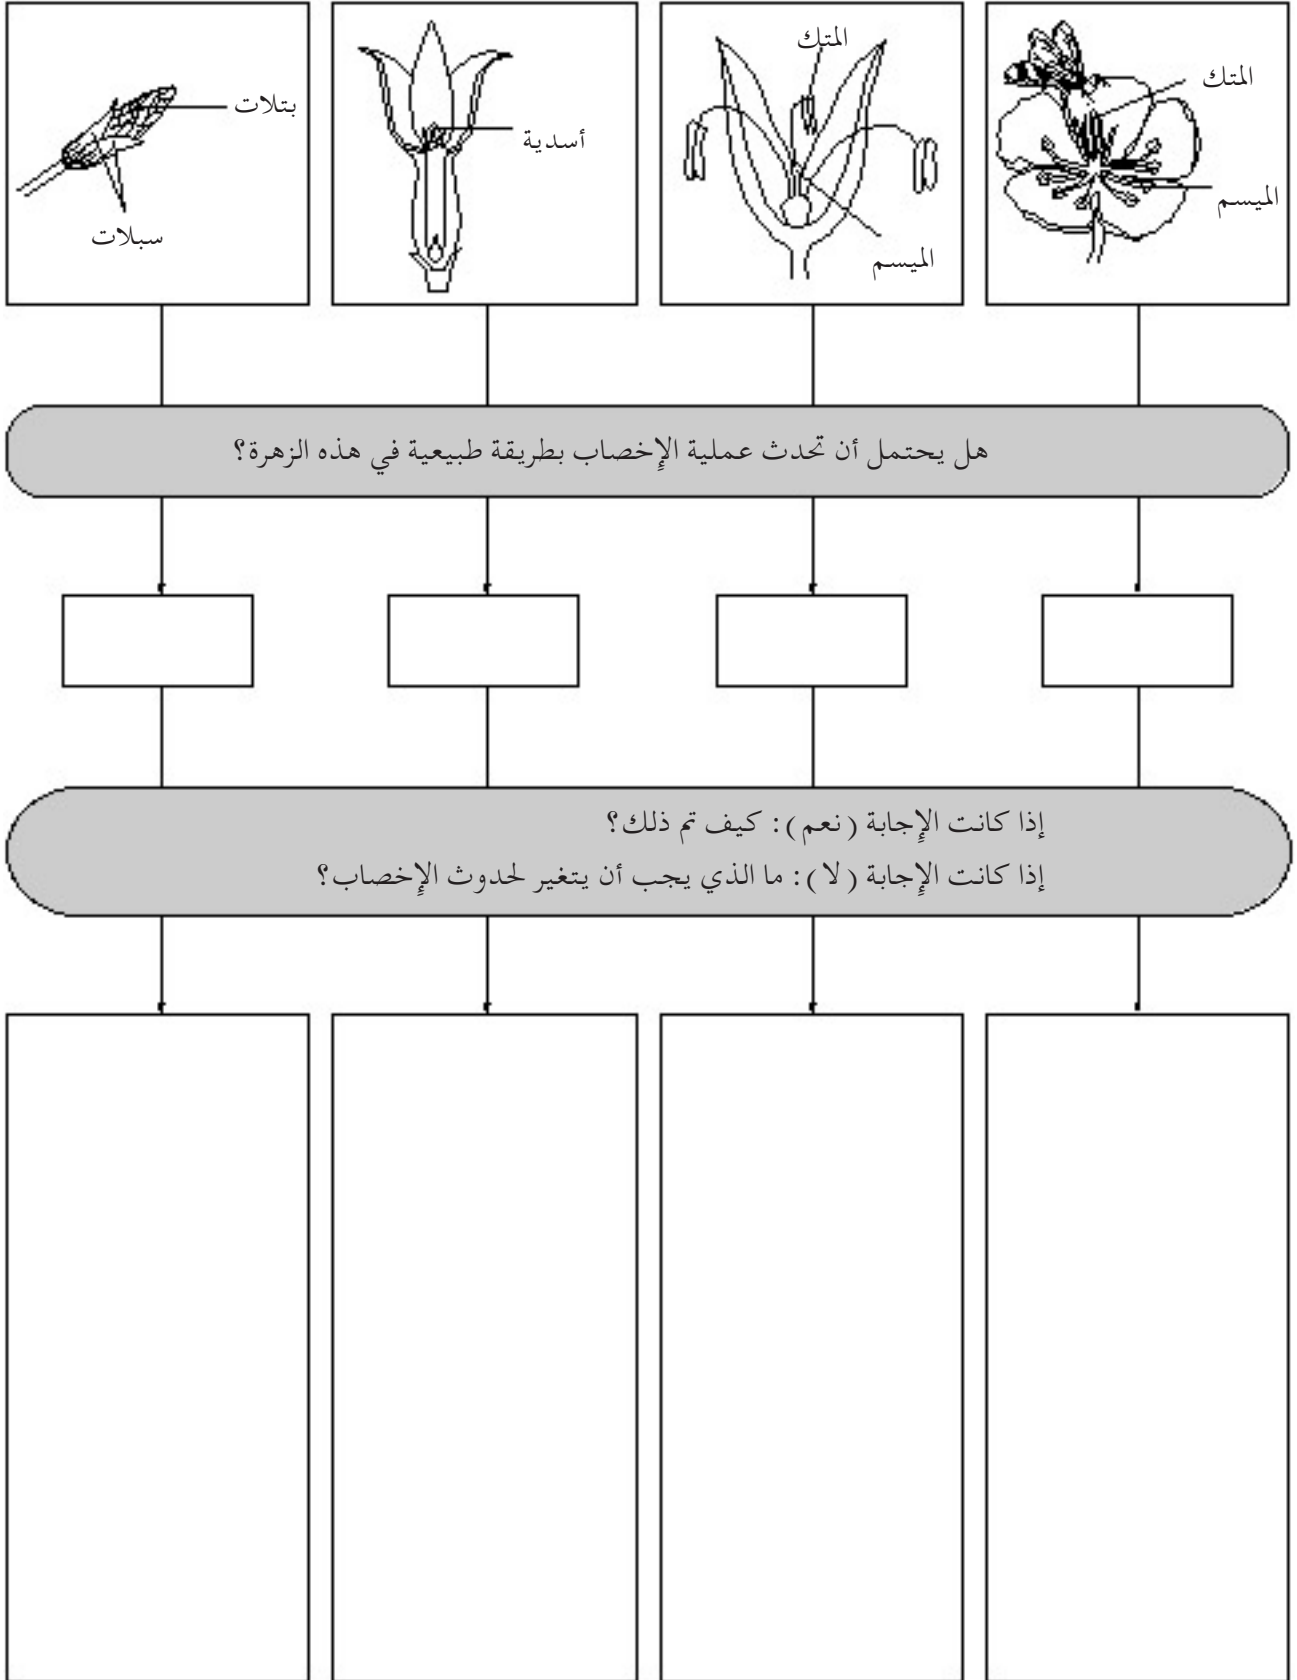 المتك
الميسم
المتك
الميسم
أسدية
بتلات
سبلات
هل يحتمل أن تحدث عملية الإخصاب بطريقة طبيعية في هذه الزهرة؟
إذا كانت الإجابة (نعم): كيف تم ذلك؟
إذا كانت الإجابة (لا): ما الذي يجب أن يتغير لحدوث الإخصاب؟